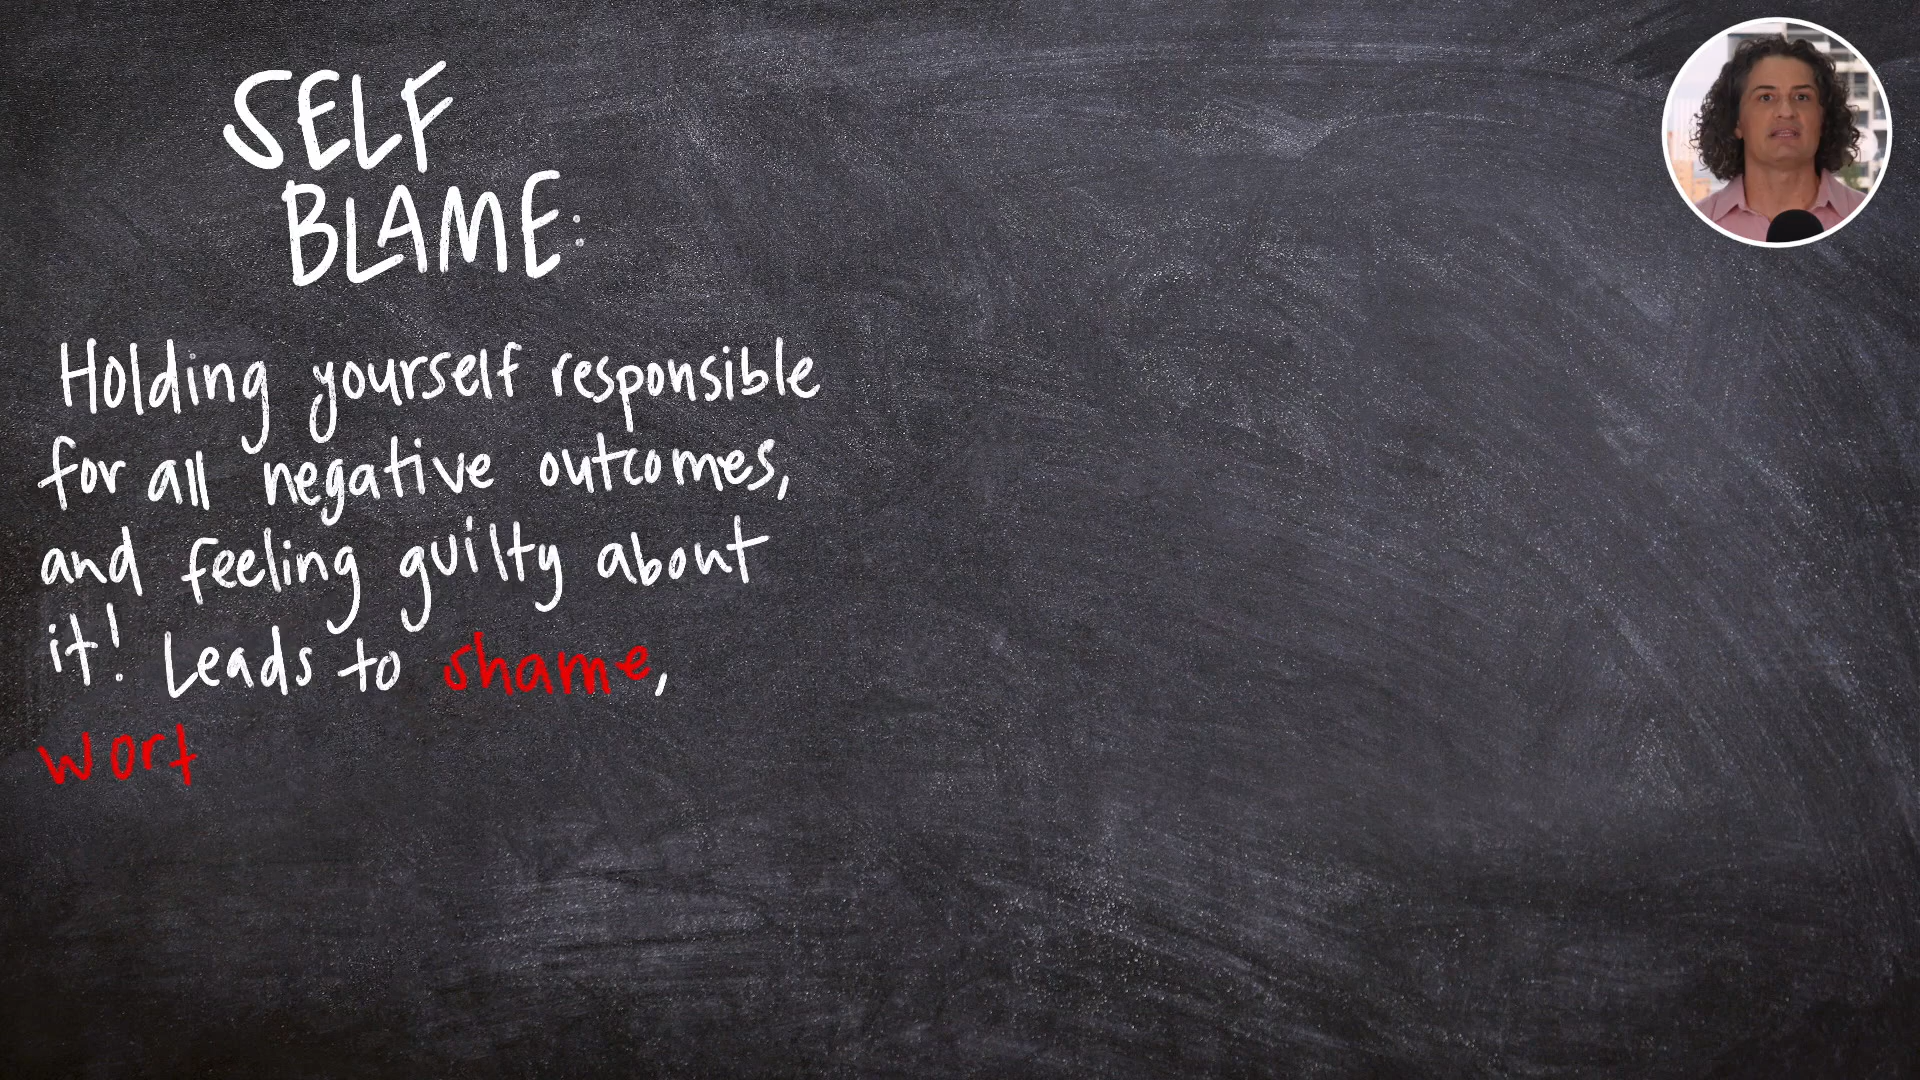 SELF
BLAME:
Holding yourself responsible
for all negative outcomes,
and feeling guilty about
it! Leads to shame,
wort